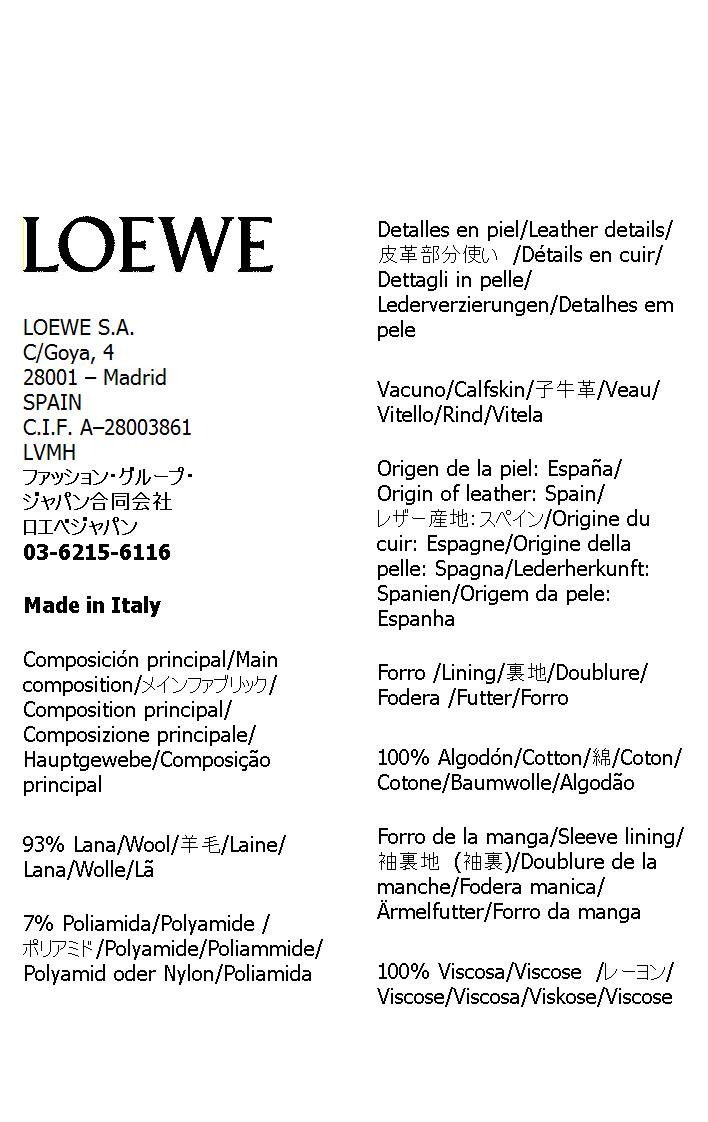 LOEWE
LOEWE S.A.
C/Goya, 4
28001 – Madrid
SPAIN
C.I.F. A–28003861
LVMH
ファッション・グループ・
ジャパン合同会社
ロエベジャパン
03-6215-6116
Made in Italy
Composición principal/Main
composition/メインファブリック/
Composition principal/
Composizione principale/
Hauptgewebe/Composição
principal
93% Lana/Wool/羊毛/Laine/
Lana/Wolle/Lã
7% Poliamida/Polyamide /
ポリアミド/Polyamide/Poliammide/
Polyamid oder Nylon/Poliamida
Detalles en piel/Leather details/
皮革部分使い /Détails en cuir/
Dettagli in pelle/
Lederverzierungen/Detalhes em
pele
Vacuno/Calfskin/子牛革/Veau/
Vitello/Rind/Vitela
Origen de la piel: España/
Origin of leather: Spain/
レザー産地：スペイン/Origine du
cuir: Espagne/Origine della
pelle: Spagna/Lederherkunft:
Spanien/Origem da pele:
Espanha
Forro /Lining/裏地/Doublure/
Fodera /Futter/Forro
100% Algodón/Cotton/綿/Coton/
Cotone/Baumwolle/Algodão
Forro de la manga/Sleeve lining/
袖裏地 (袖裏)/Doublure de la
manche/Fodera manica/
Ärmelfutter/Forro da manga
100% Viscosa/Viscose /レーヨン/
Viscose/Viscosa/Viskose/Viscose